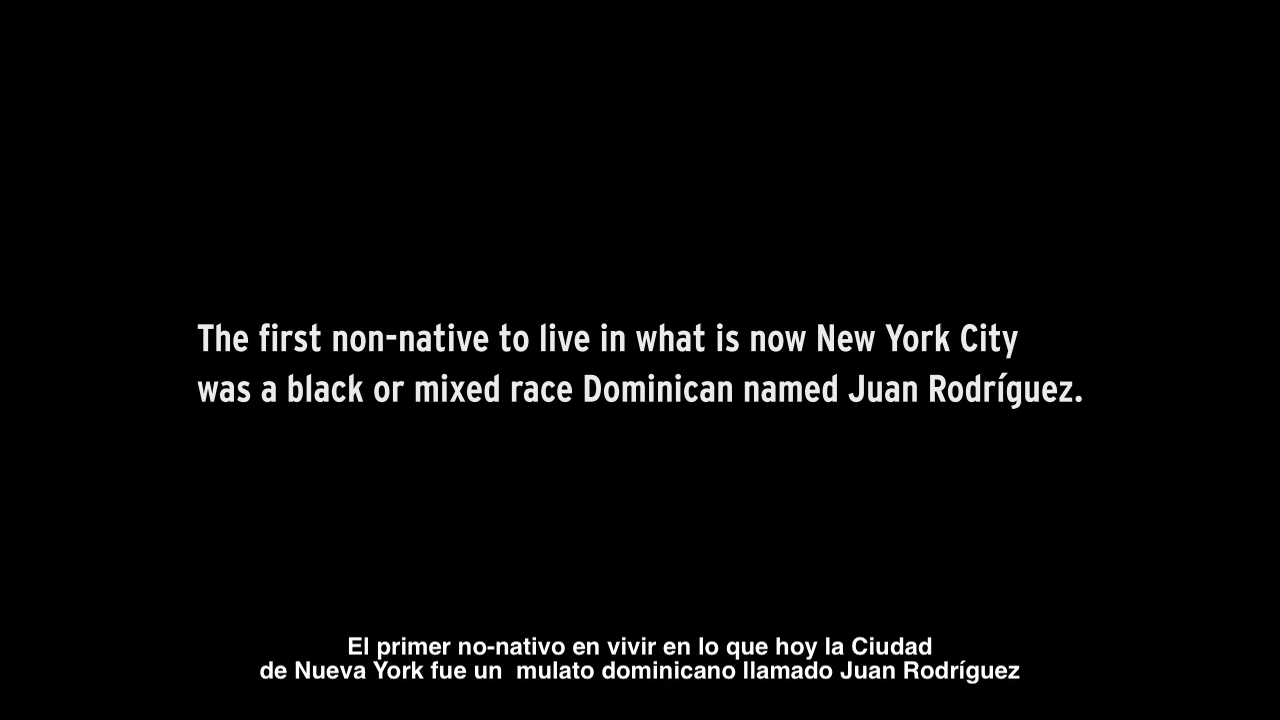 The first non-native to live in what is now New York City
was a black or mixed race Dominican named Juan Rodríguez.
El primer no-nativo en vivir en lo que hoy la Ciudad
de Nueva York fue un  mulato dominicano llamado Juan Rodríguez